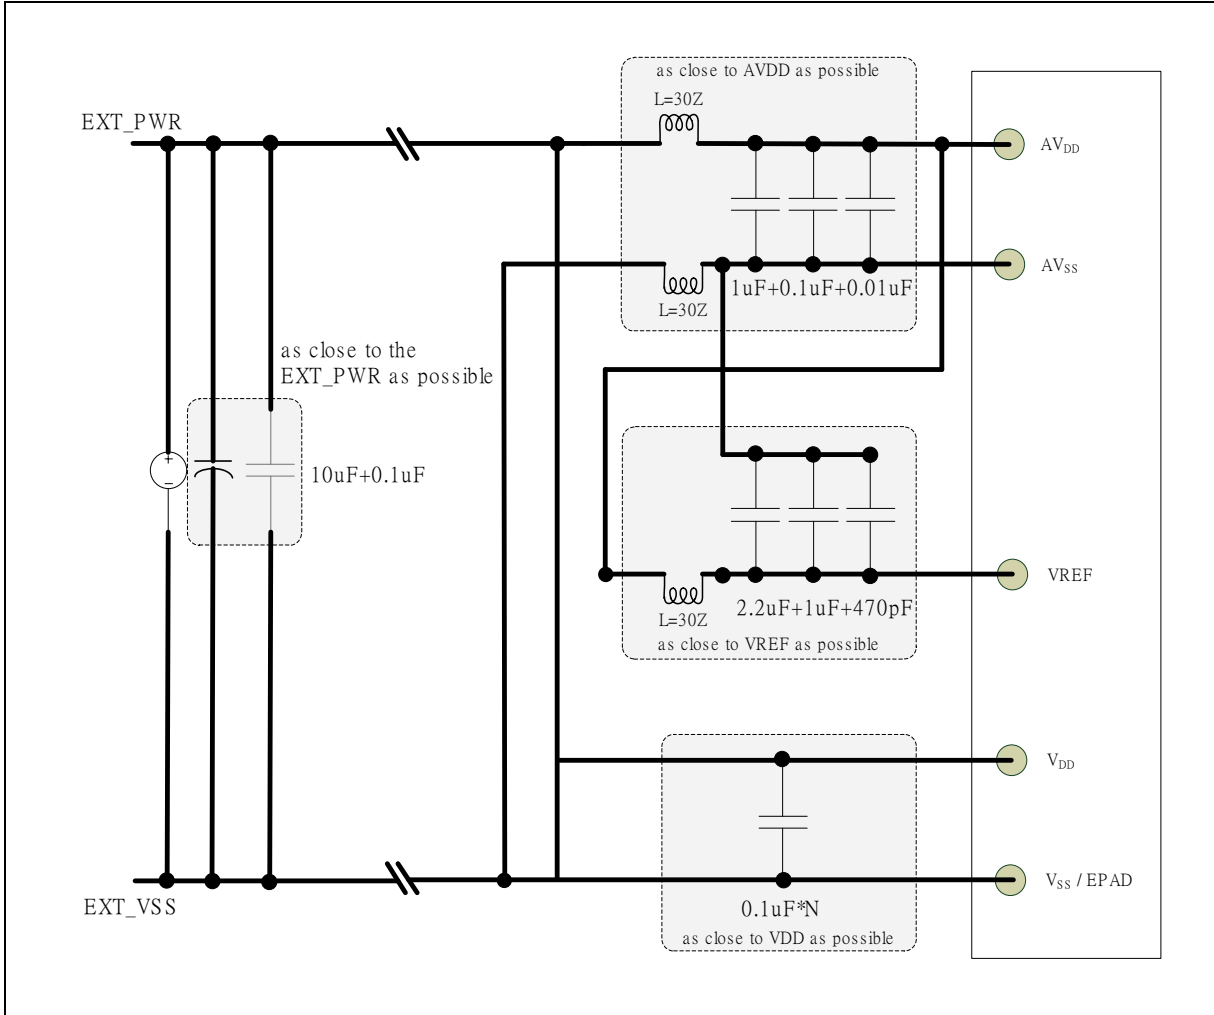 as close to AVDD as possible
L=30Z
EXT_PWR
AVDD
AVSS
1uF+0.1uF+0.01uF
L=30Z
as close to the
EXT_PWR as possible
+
−
10uF+0.1uF
VREF
2.2uF+1uF+470pF
L=30Z
as close to VREF as possible
VDD
VSS / EPAD
EXT_VSS
0.1uF*N
as close to VDD as possible